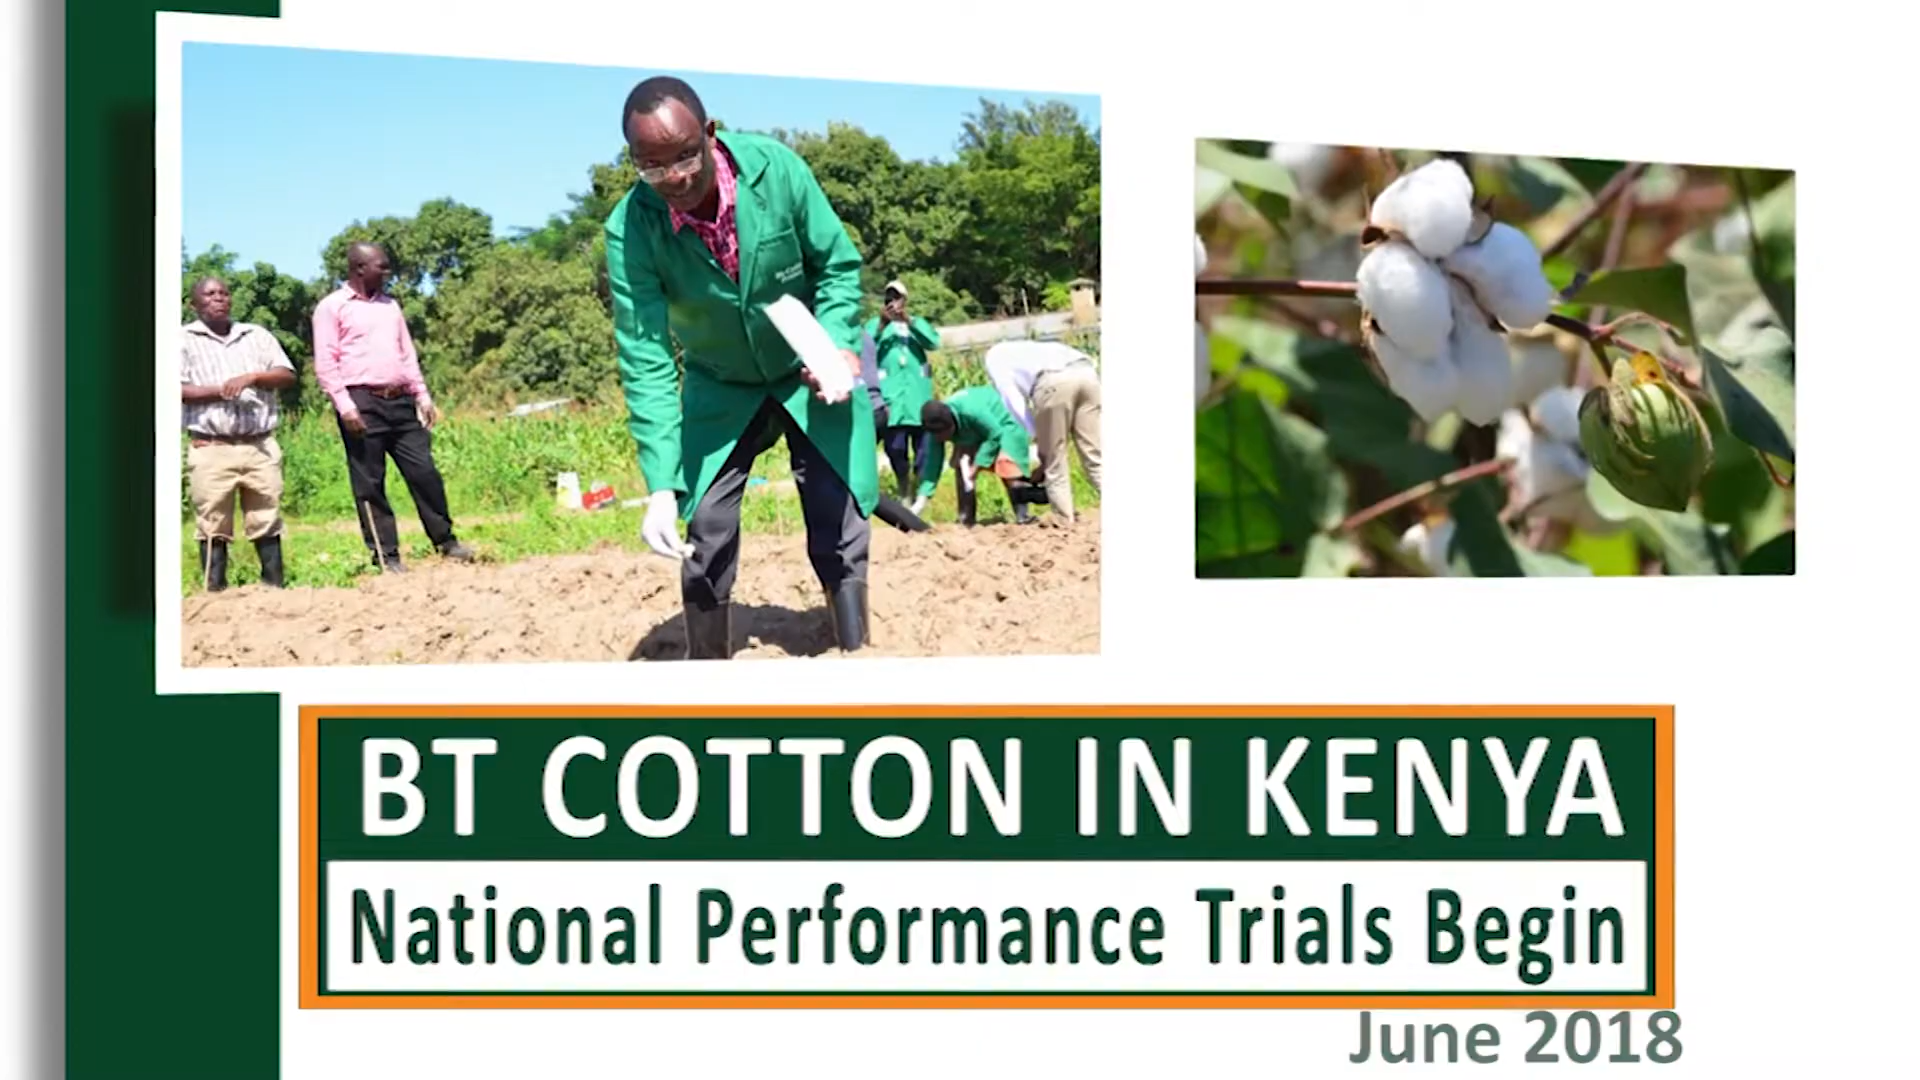 BT COTTON IN KENYA
National Performance Trials Begin
June 2018